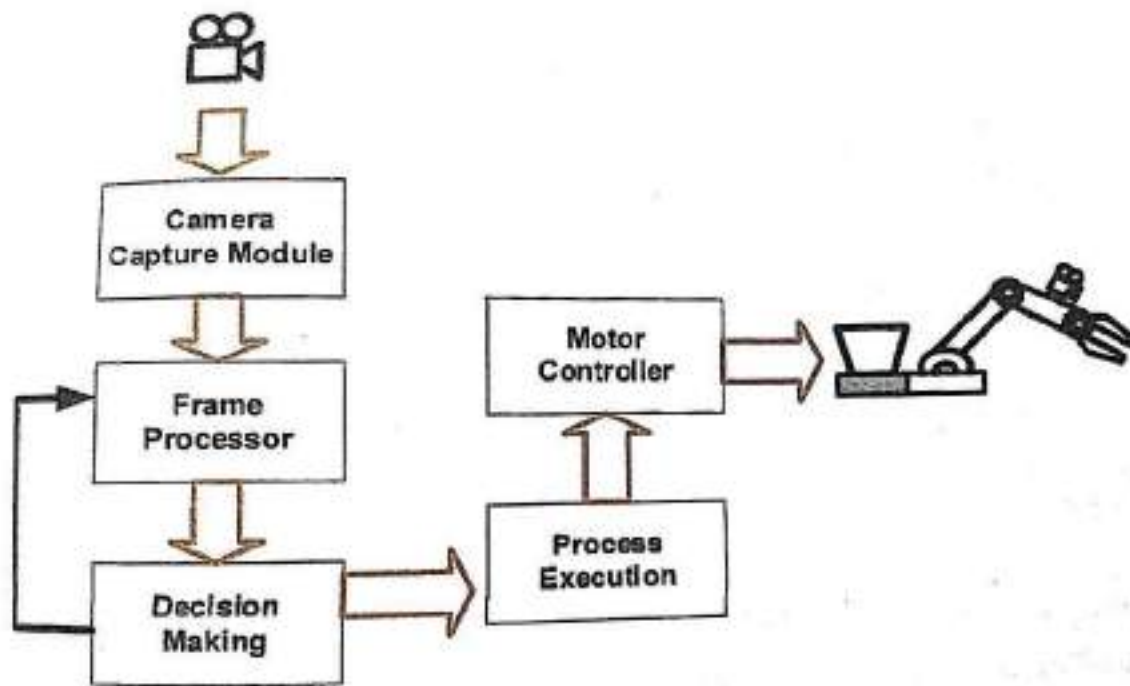 Camera
Capture Module
Frame
Processor
Decision
Making
Motor
Controller
Process
Execution